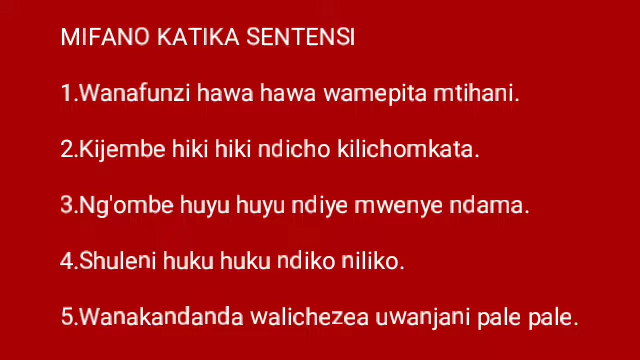 MIFANO KATIKA SENTENSI
1.Wanafunzi hawa hawa wamepita mtihani.
2.Kijembe hiki hiki ndicho kilichomkata.
3.Ng'ombe huyu huyu ndiye mwenye ndama.
4.Shuleni huku huku ndiko niliko.
5.Wanakandanda walichezea uwanjani pale pale.